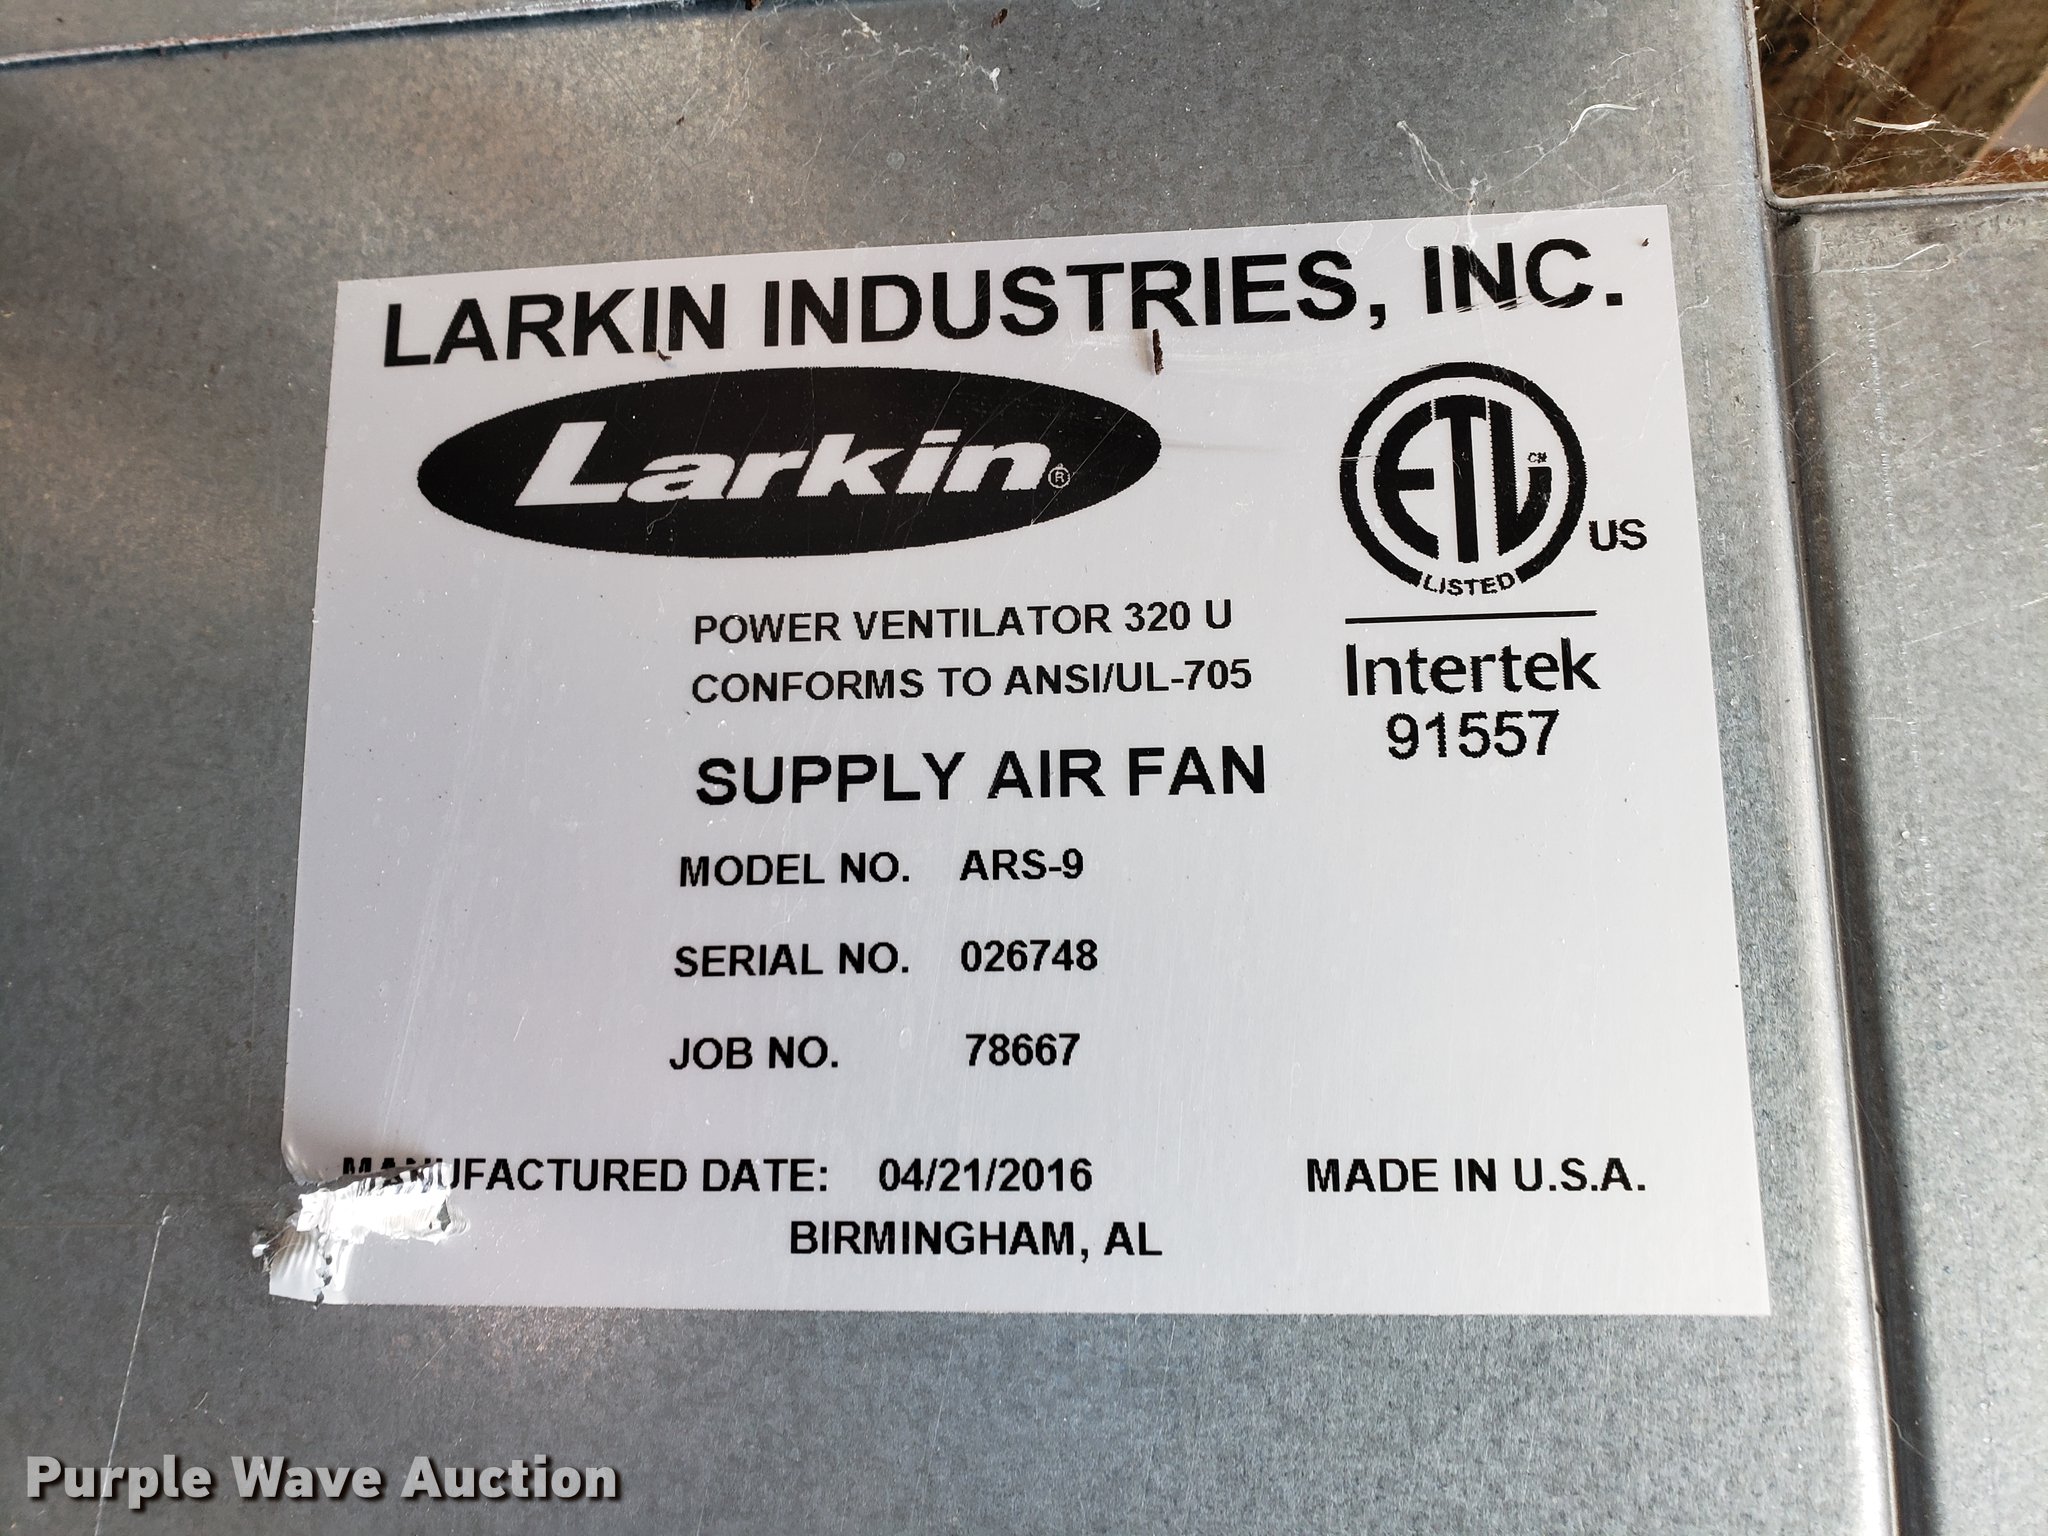 LARKIN INDUSTRIES, INC.
Larkin®
ETL CM
US
LISTED
Intertek
91557
POWER VENTILATOR 320 U
CONFORMS TO ANSI/UL-705
SUPPLY AIR FAN
MODEL NO. ARS-9
SERIAL NO. 026748
JOB NO. 78667
MANUFACTURED DATE: 04/21/2016 MADE IN U.S.A.
BIRMINGHAM, AL
Purple Wave Auction